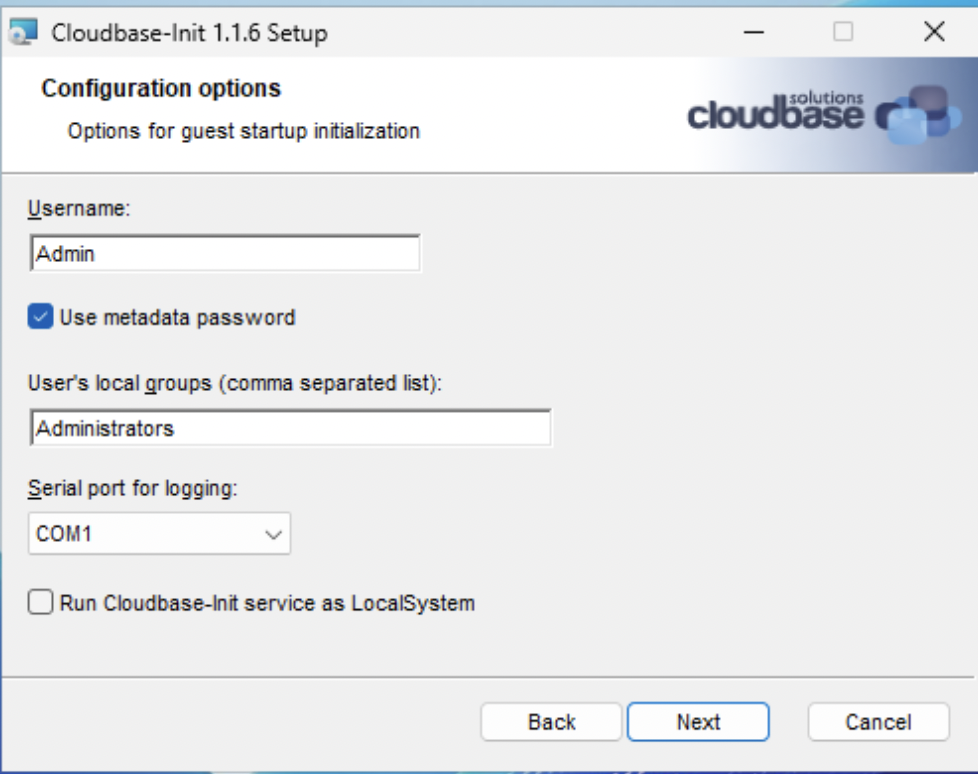 Cloudbase-Init 1.1.6 Setup
Configuration options
Options for guest startup initialization
cloudbase solutions
Username:
Admin
Use metadata password
User's local groups (comma separated list):
Administrators
Serial port for logging:
COM1
Run Cloudbase-Init service as LocalSystem
Back
Next
Cancel